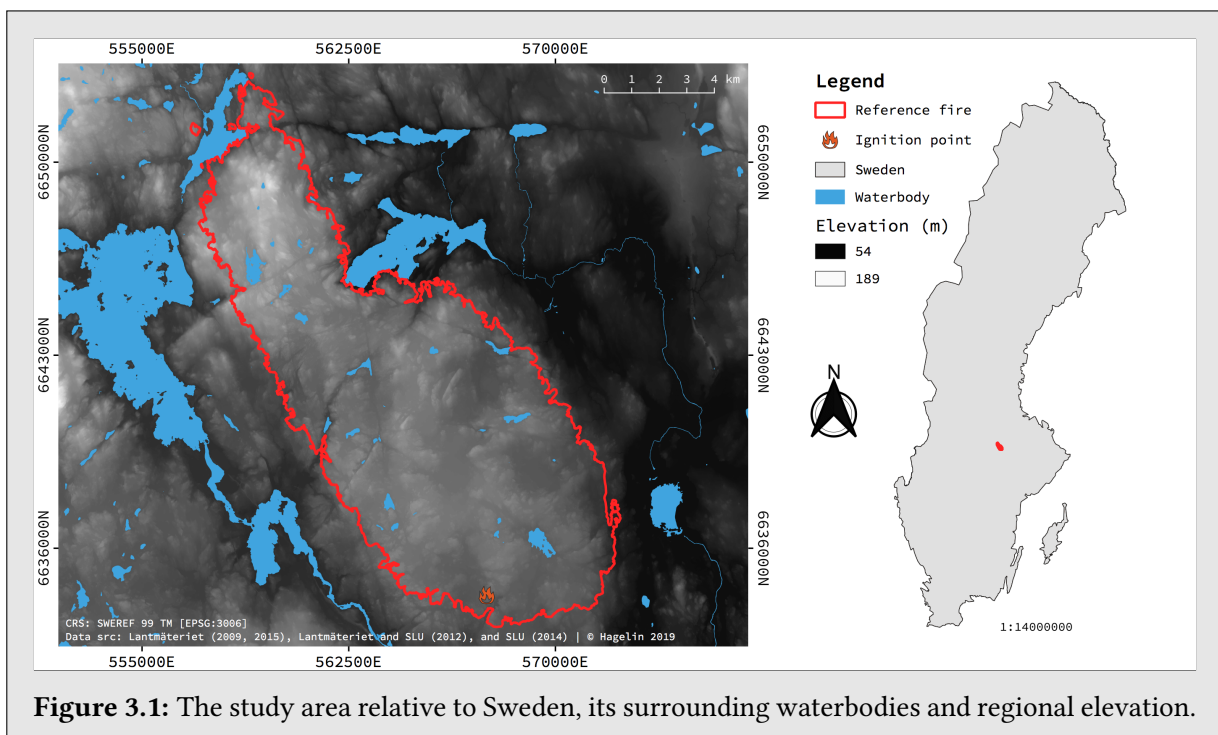 555000E 5625000E 570000E
0 1 2 3 4 km
6650000N
6643000N
6636000N
6650000N
6643000N
6636000N
CRS: SWEREF 99 TM [EPSG:3006]
Data src: Lantmäteriet (2009, 2015), Lantmäteriet and SLU (2012), and SLU (2014) | © Hagelin 2019
555000E 5625000E 570000E
Legend
Reference fire
Ignition point
Sweden
Waterbody
Elevation (m)
54
189
N
1:14000000
Figure 3.1: The study area relative to Sweden, its surrounding waterbodies and regional elevation.